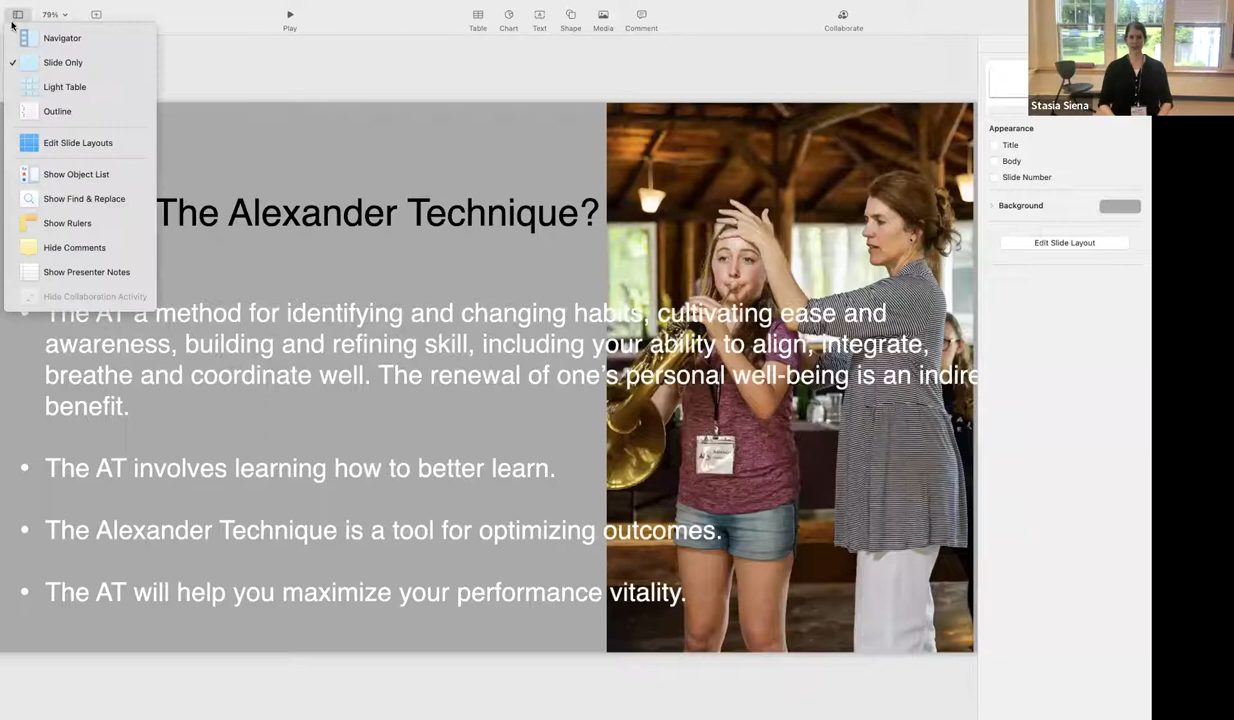 79%
Play
Table
Chart
Text
Shape
Media
Comment
Collaborate
Navigator
✓ Slide Only
Light Table
Outline
Edit Slide Layouts
Show Object List
Show Find & Replace
Show Rulers
Hide Comments
Show Presenter Notes
Hide Collaboration Activity
Stasia Siena
Appearance
Title
Body
Slide Number
Background
Edit Slide Layout
The Alexander Technique?
• The AT a method for identifying and changing habits, cultivating ease and
awareness, building and refining skill, including your ability to align, integrate,
breathe and coordinate well. The renewal of one’s personal well-being is an indire
benefit.
• The AT involves learning how to better learn.
• The Alexander Technique is a tool for optimizing outcomes.
• The AT will help you maximize your performance vitality.